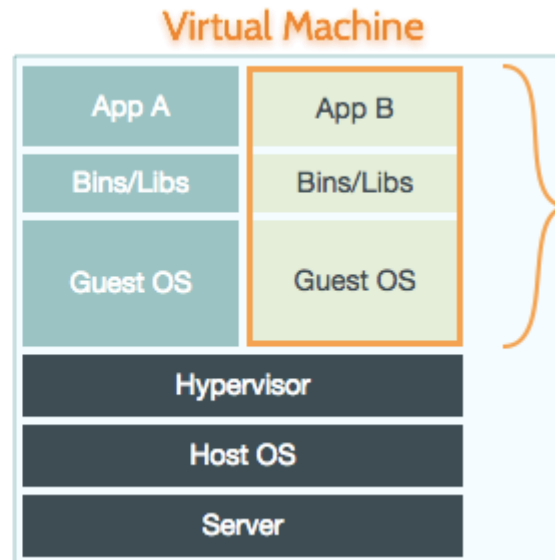 Virtual Machine
App A
App B
Bins/Libs
Bins/Libs
Guest OS
Guest OS
Hypervisor
Host OS
Server